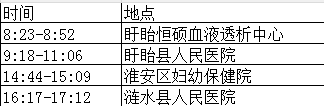 时间 地点
8:23-8:52 盱眙恒硕血液透析中心
9:18-11:06 盱眙县人民医院
14:44-15:09 淮安区妇幼保健院
16:17-17:12 涟水县人民医院